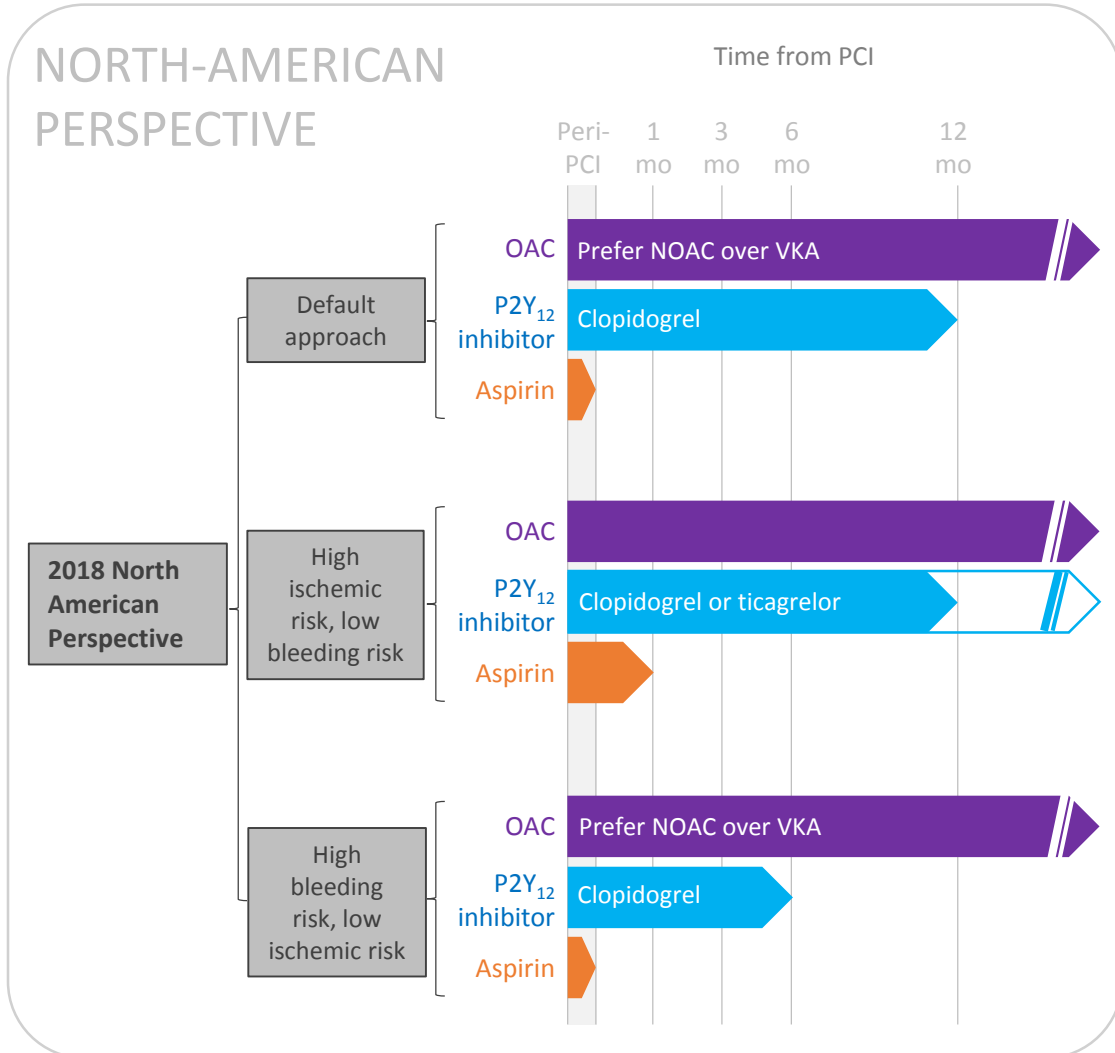 NORTH-AMERICAN
PERSPECTIVE
Time from PCI
Peri-
PCI
1
mo
3
mo
6
mo
12
mo
2018 North
American
Perspective
Default
approach
OAC
Prefer NOAC over VKA
P2Y₁₂
inhibitor
Clopidogrel
Aspirin
High
ischemic
risk, low
bleeding risk
OAC
P2Y₁₂
inhibitor
Clopidogrel or ticagrelor
Aspirin
High
bleeding
risk, low
ischemic risk
OAC
Prefer NOAC over VKA
P2Y₁₂
inhibitor
Clopidogrel
Aspirin